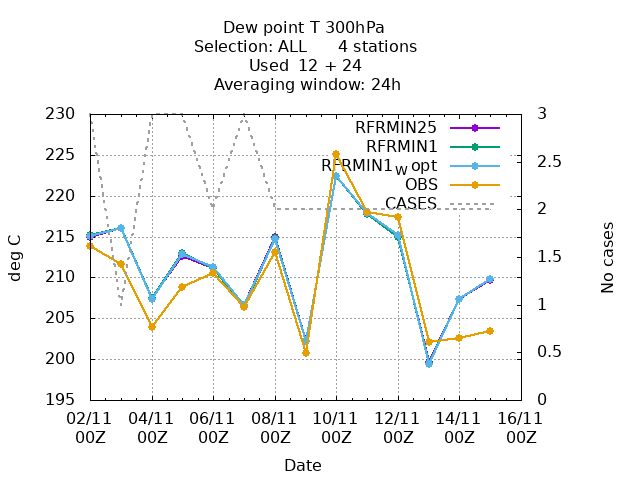 Dew point T 300hPa
Selection: ALL      4 stations
Used  12 + 24
Averaging window: 24h
230
225
220
215
210
205
200
195
deg C
RFRMIN25
RFRMIN1
RFRMIN1wopt
OBS
CASES
3
2.5
2
1.5
1
0.5
0
No cases
02/11 04/11 06/11 08/11 10/11 12/11 14/11 16/11
00Z 00Z 00Z 00Z 00Z 00Z 00Z 00Z
Date